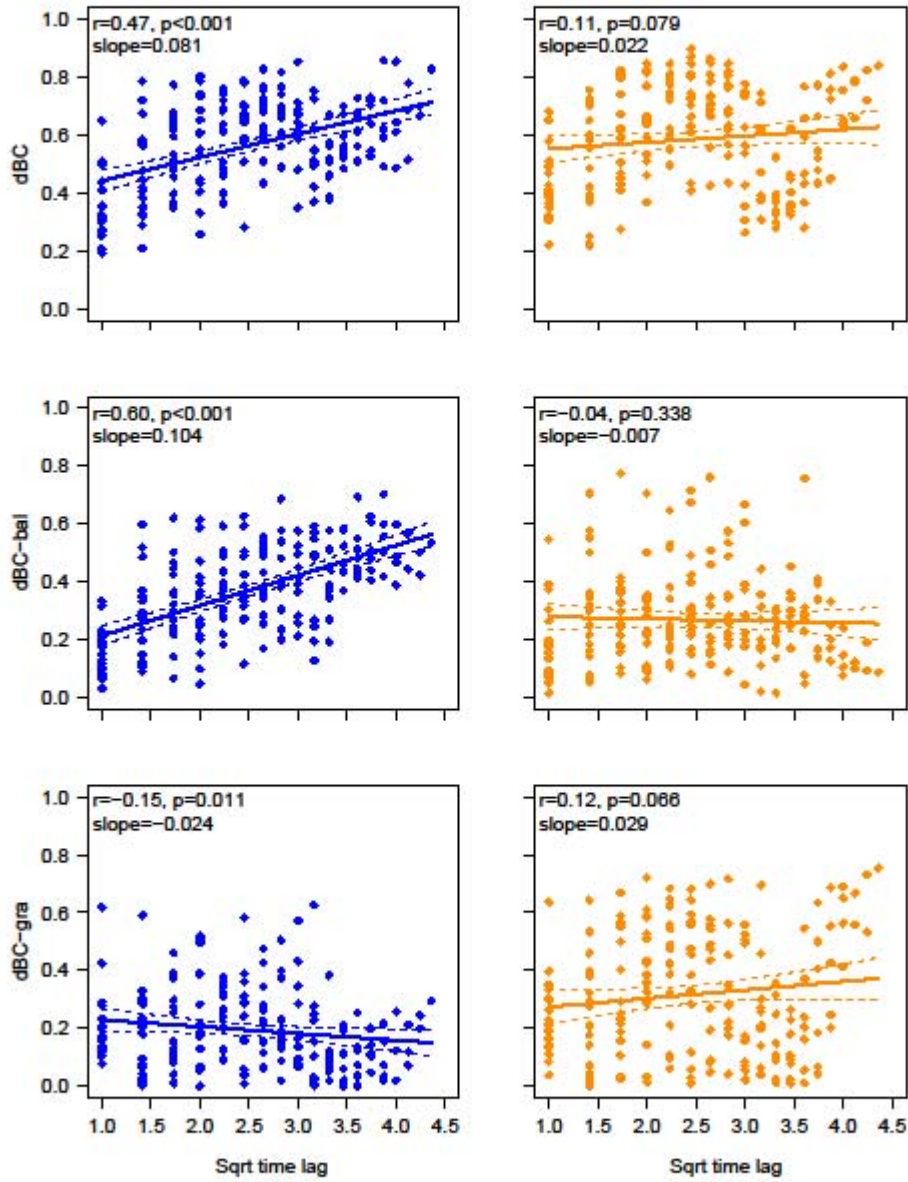 r=0.47, p<0.001
slope=0.081
r=0.11, p=0.079
slope=0.022
dBC
1.0
0.8
0.6
0.4
0.2
0.0
r=0.60, p<0.001
slope=0.104
r=−0.04, p=0.338
slope=−0.007
dBC−bal
1.0
0.8
0.6
0.4
0.2
0.0
r=−0.15, p=0.011
slope=−0.024
r=0.12, p=0.066
slope=0.029
dBC−gra
1.0
0.8
0.6
0.4
0.2
0.0
1.0 1.5 2.0 2.5 3.0 3.5 4.0 4.5
1.0 1.5 2.0 2.5 3.0 3.5 4.0 4.5
Sqrt time lag
Sqrt time lag